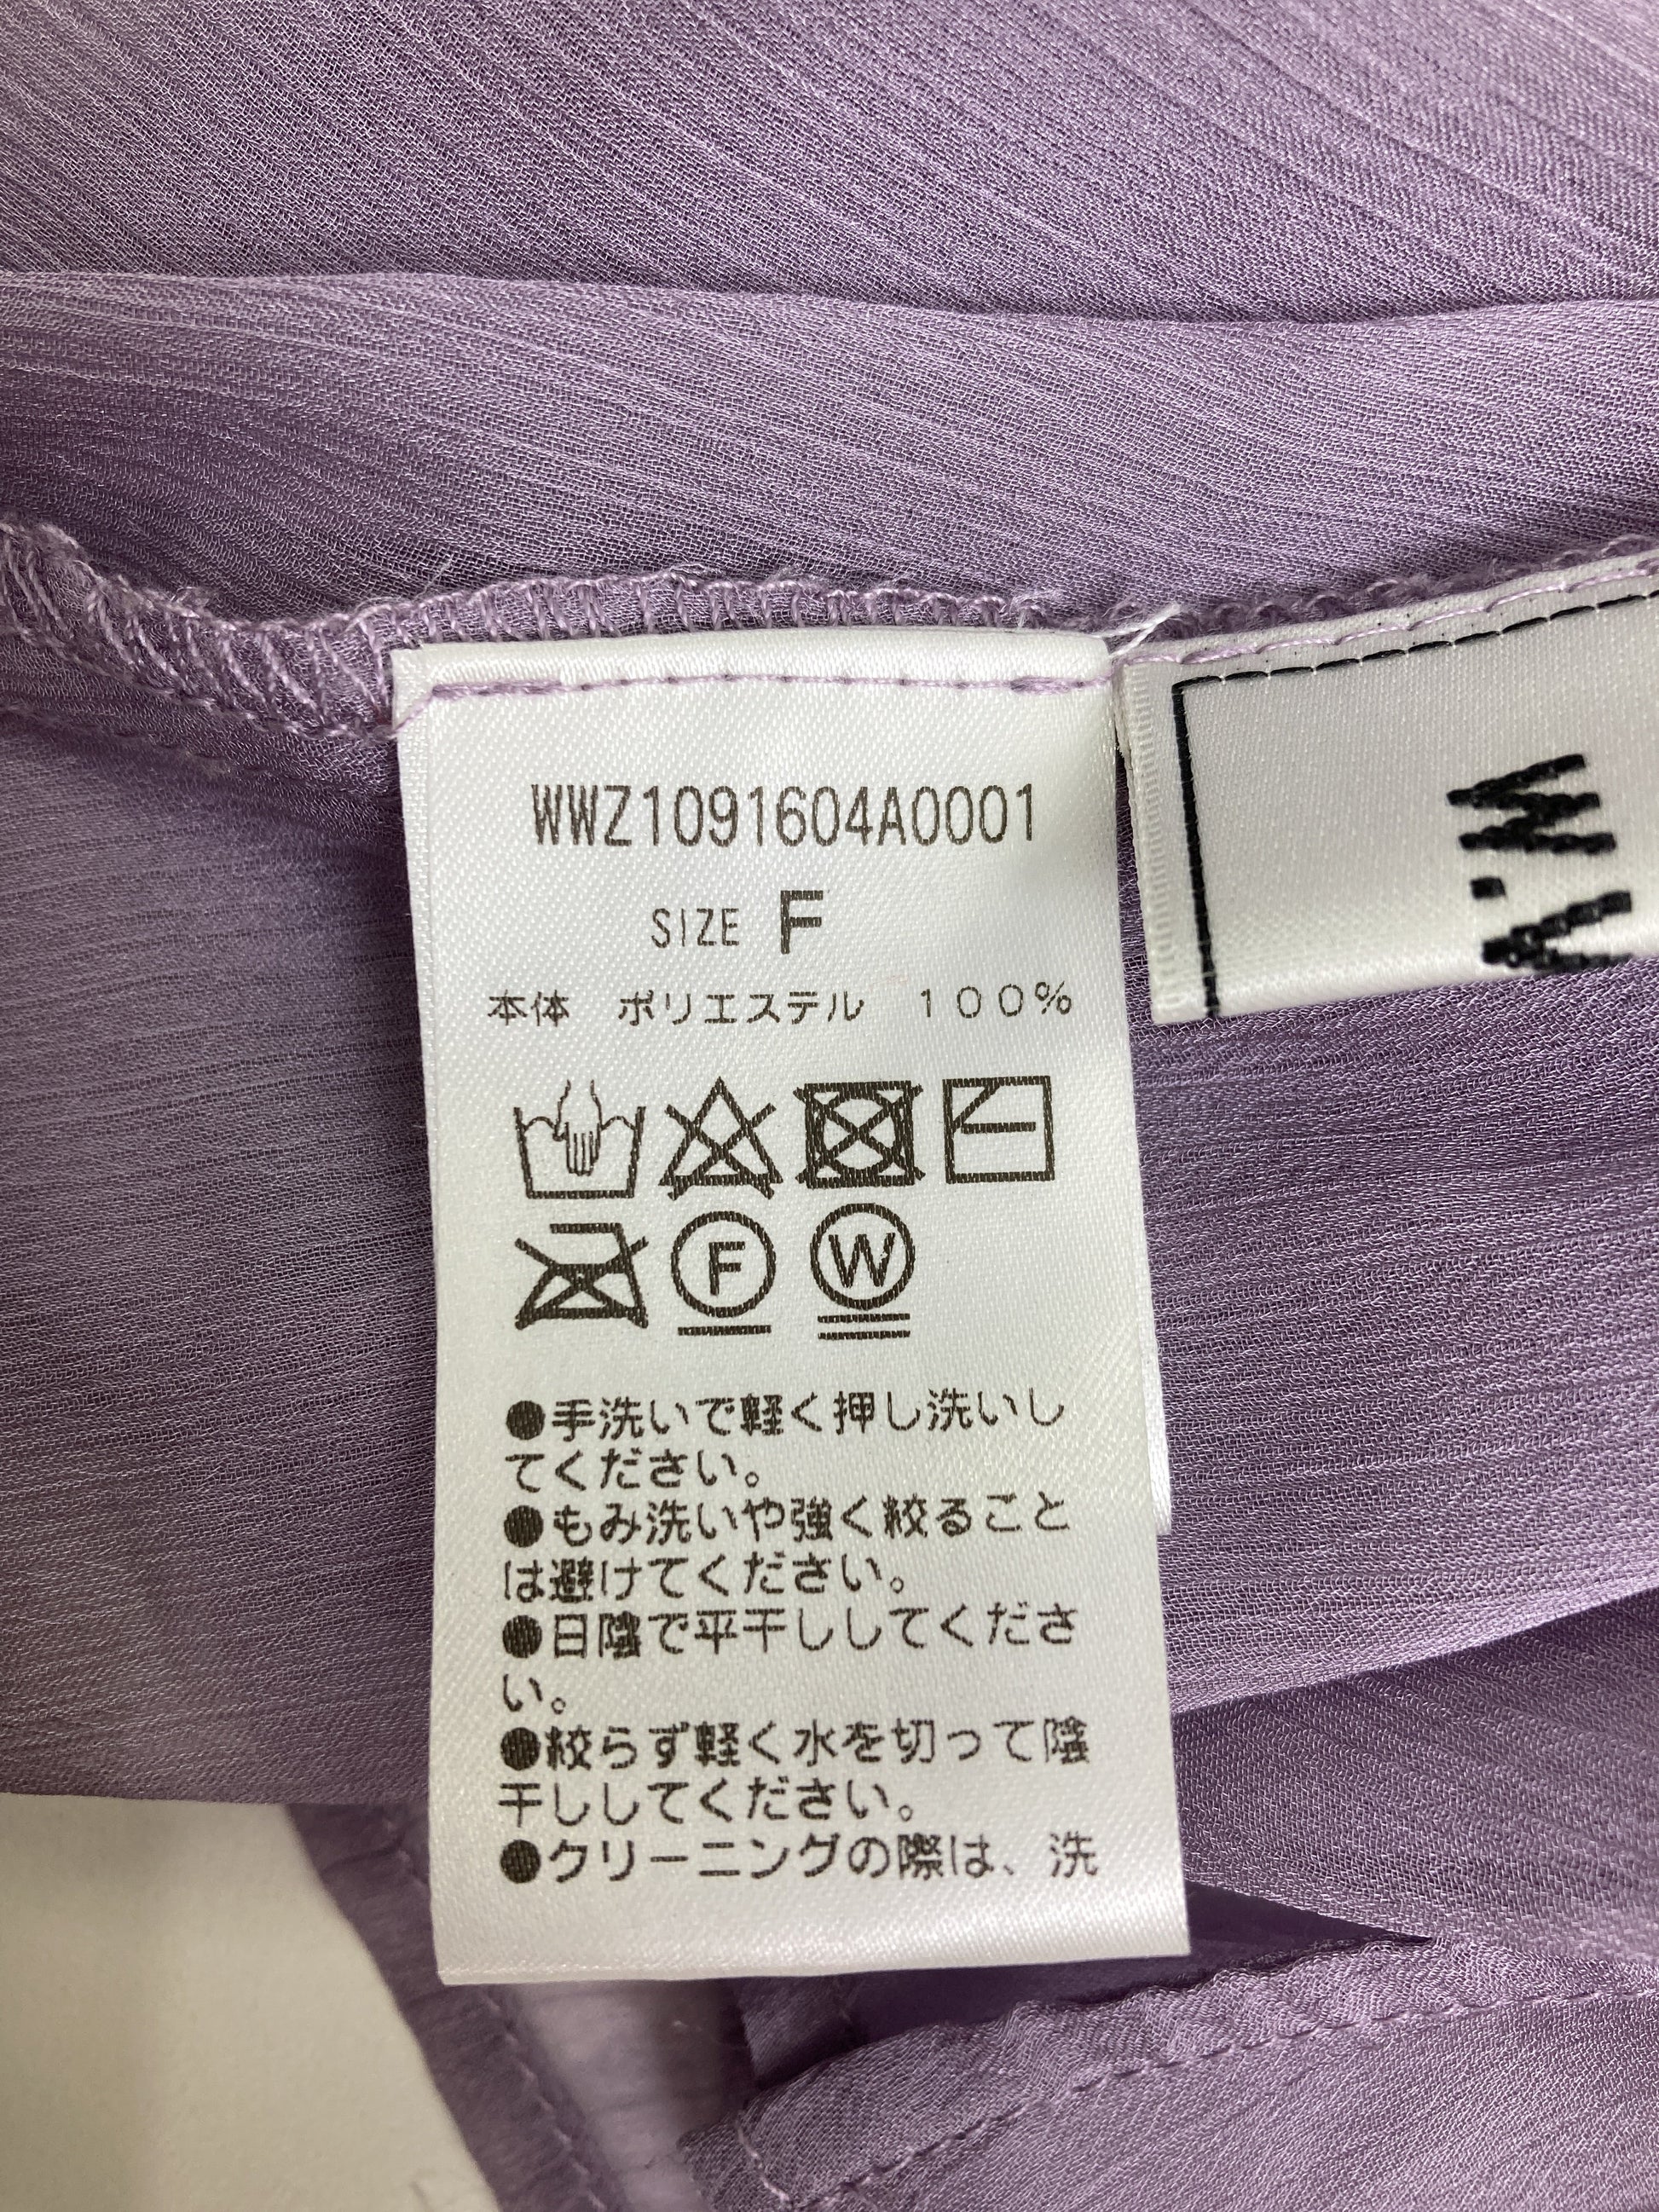 WWZ1091604A0001
SIZE F
本体 ポリエステル 100%
F W
●手洗いで軽く押し洗いし
てください。
●もみ洗いや強く絞ること
は避けてください。
●日陰で平干ししてくださ
い。
●絞らず軽く水を切って陰
干ししてください。
●クリーニングの際は、洗
W.V